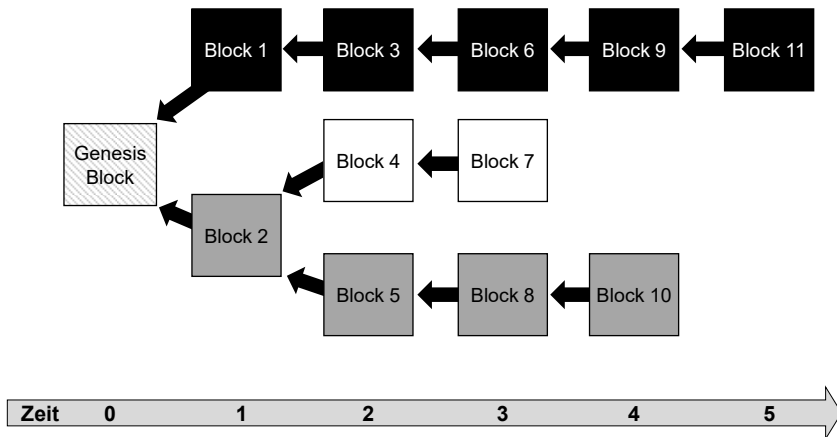 Block 1
Block 3
Block 6
Block 9
Block 11
Genesis
Block
Block 4
Block 7
Block 2
Block 5
Block 8
Block 10
Zeit 0 1 2 3 4 5